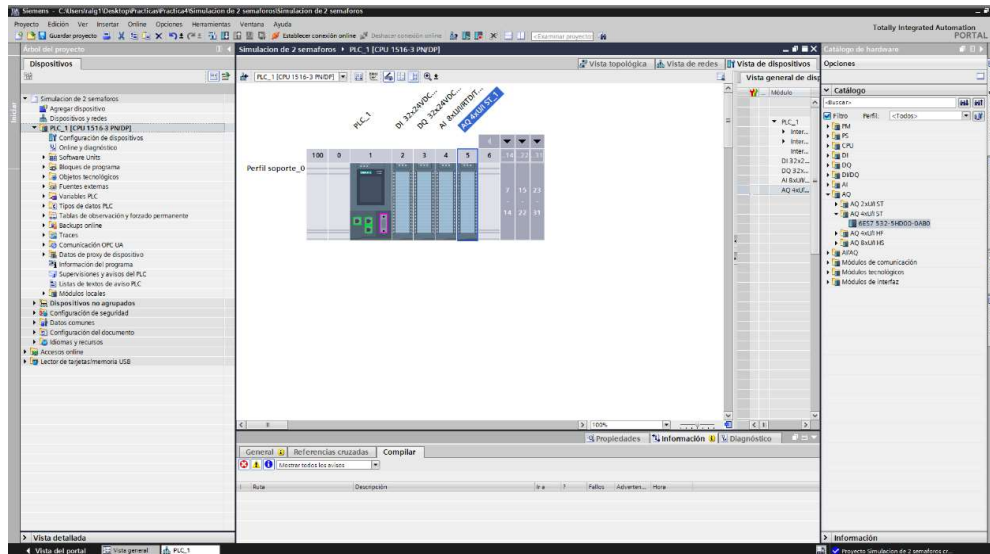 Siemens - C:\Users\ralg1\Desktop\Practicas\Practica4\Simulacion de 2 semaforos\Simulacion de 2 semaforos
Proyecto Edición Ver Insertar Online Opciones Herramientas Ventana Ayuda
Guardar proyecto
Establecer conexión online
Deshacer conexión online
<Examinar proyecto>
Totally Integrated Automation
PORTAL
Árbol del proyecto
Dispositivos
Iniciar
Simulacion de 2 semaforos
Agregar dispositivo
Dispositivos y redes
PLC_1 [CPU 1516-3 PN/DP]
Configuración de dispositivos
Online y diagnóstico
Software Units
Bloques de programa
Objetos tecnológicos
Fuentes externas
Variables PLC
Tipos de datos PLC
Tablas de observación y forzado permanente
Backups online
Traces
Comunicación OPC UA
Datos de proxy de dispositivo
Información del programa
Supervisiones y avisos del PLC
Listas de textos de aviso PLC
Módulos locales
Dispositivos no agrupados
Configuración de seguridad
Datos comunes
Configuración del documento
Idiomas y recursos
Accesos online
Lector de tarjetas/memoria USB
Vista detallada
Simulacion de 2 semaforos PLC_1 [CPU 1516-3 PN/DP]
Vista topológica
Vista de redes
Vista de dispositivos
PLC_1 [CPU 1516-3 PN/DP]
PLC_1
DI 32x24VDC...
DQ 32x24VDC...
AI 8xU/I/RTD/T...
AQ 4xU/I ST_1
100 0 1 2 3 4 5 6
Perfil soporte_0
7 15 23
14 22 31
100%
Vista general de disp
Módulo
PLC_1
Inter...
Inter...
Inter...
DI 32x2...
DQ 32x...
AI 8xU/I/...
AQ 4xU/...
Propiedades
Información
Diagnóstico
General
Referencias cruzadas
Compilar
Mostrar todos los avisos
! Ruta Descripción Ir a ? Fallos Adverten... Hora
Catálogo de hardware
Opciones
Catálogo
<Buscar>
Filtro Perfil: <Todos>
PM
PS
CPU
DI
DQ
DI/DQ
AI
AQ
AQ 2xU/I ST
AQ 4xU/I ST
6ES7 532-5HD00-0AB0
AQ 4xU/I HF
AQ 8xU/I HS
AI/AQ
Módulos de comunicación
Módulos tecnológicos
Módulos de interfaz
Información
Vista del portal
Vista general
PLC_1
Proyecto Simulacion de 2 semaforos cr...